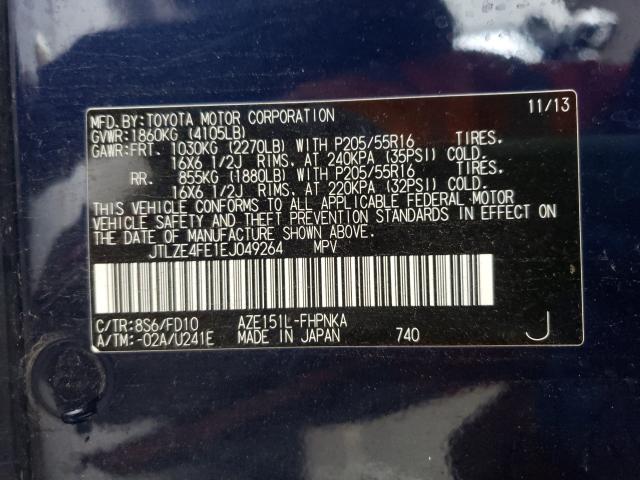 MFD.BY:TOYOTA MOTOR CORPORATION 11/13
GVWR:1860KG (4105LB)
GAWR:FRT. 1030KG (2270LB) WITH P205/55R16 TIRES.
16X6 1/2J RIMS. AT 240KPA (35PSI) COLD.
RR. 855KG (1880LB) WITH P205/55R16 TIRES.
16X6 1/2J RIMS. AT 220KPA (32PSI) COLD.
THIS VEHICLE CONFORMS TO ALL APPLICABLE FEDERAL MOTOR
VEHICLE SAFETY AND THEFT PREVENTION STANDARDS IN EFFECT ON
THE DATE OF MANUFACTURE SHOWN ABOVE.
JTLZE4FE1EJ049264 MPV
C/TR:8S6/FD10 AZE151L-FHPNKA J
A/TM:-02A/U241E MADE IN JAPAN 740